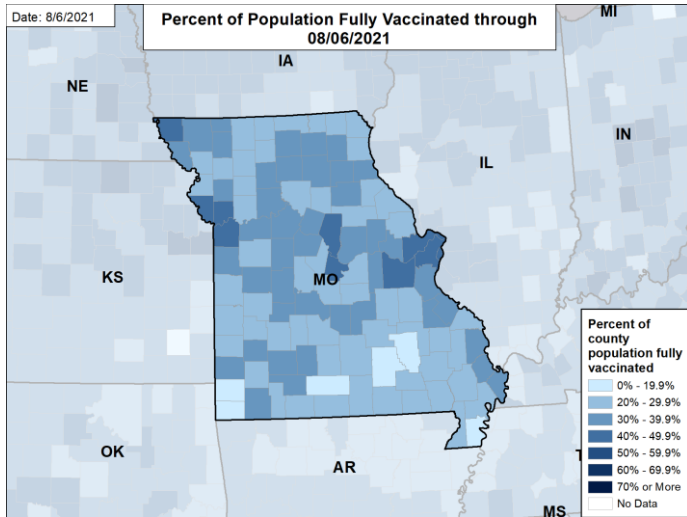 Date: 8/6/2021
Percent of Population Fully Vaccinated through
08/06/2021
MI
IA
NE
IN
IL
KS
MO
OK
AR
MS
Percent of
county
population fully
vaccinated
0% - 19.9%
20% - 29.9%
30% - 39.9%
40% - 49.9%
50% - 59.9%
60% - 69.9%
70% or More
No Data